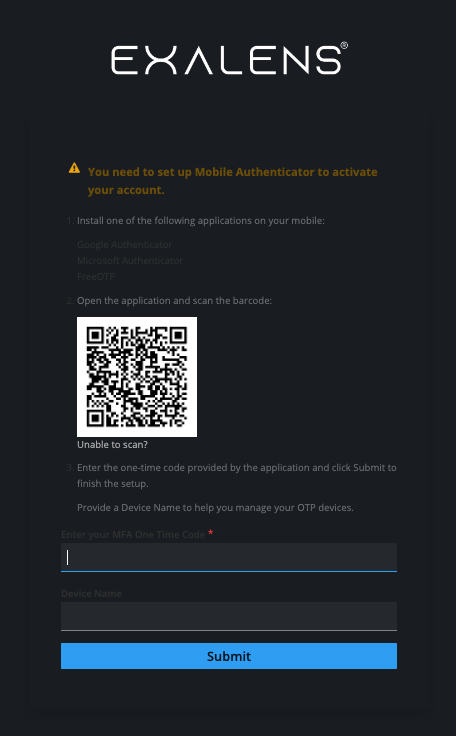 EXALENS®
You need to set up Mobile Authenticator to activate
your account.
1. Install one of the following applications on your mobile:
Google Authenticator
Microsoft Authenticator
FreeOTP
2. Open the application and scan the barcode:
Unable to scan?
3. Enter the one-time code provided by the application and click Submit to
finish the setup.
Provide a Device Name to help you manage your OTP devices.
Enter your MFA One Time Code *
Device Name
Submit